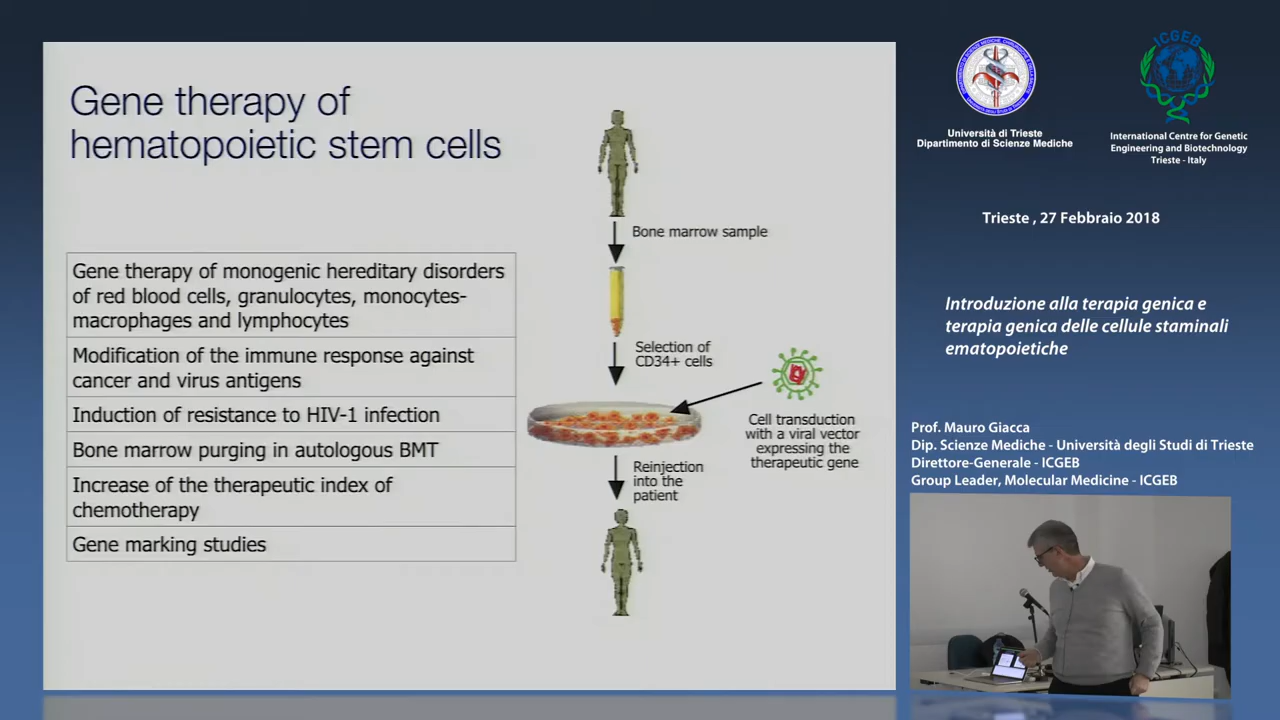 Gene therapy of
hematopoietic stem cells
Gene therapy of monogenic hereditary disorders
of red blood cells, granulocytes, monocytes-
macrophages and lymphocytes
Modification of the immune response against
cancer and virus antigens
Induction of resistance to HIV-1 infection
Bone marrow purging in autologous BMT
Increase of the therapeutic index of
chemotherapy
Gene marking studies
Bone marrow sample
Selection of
CD34+ cells
Cell transduction
with a viral vector
expressing the
therapeutic gene
Reinjection
into the
patient
Università di Trieste
Dipartimento di Scienze Mediche
ICGEB
International Centre for Genetic
Engineering and Biotechnology
Trieste - Italy
Trieste , 27 Febbraio 2018
Introduzione alla terapia genica e
terapia genica delle cellule staminali
ematopoietiche
Prof. Mauro Giacca
Dip. Scienze Mediche - Università degli Studi di Trieste
Direttore-Generale - ICGEB
Group Leader, Molecular Medicine - ICGEB